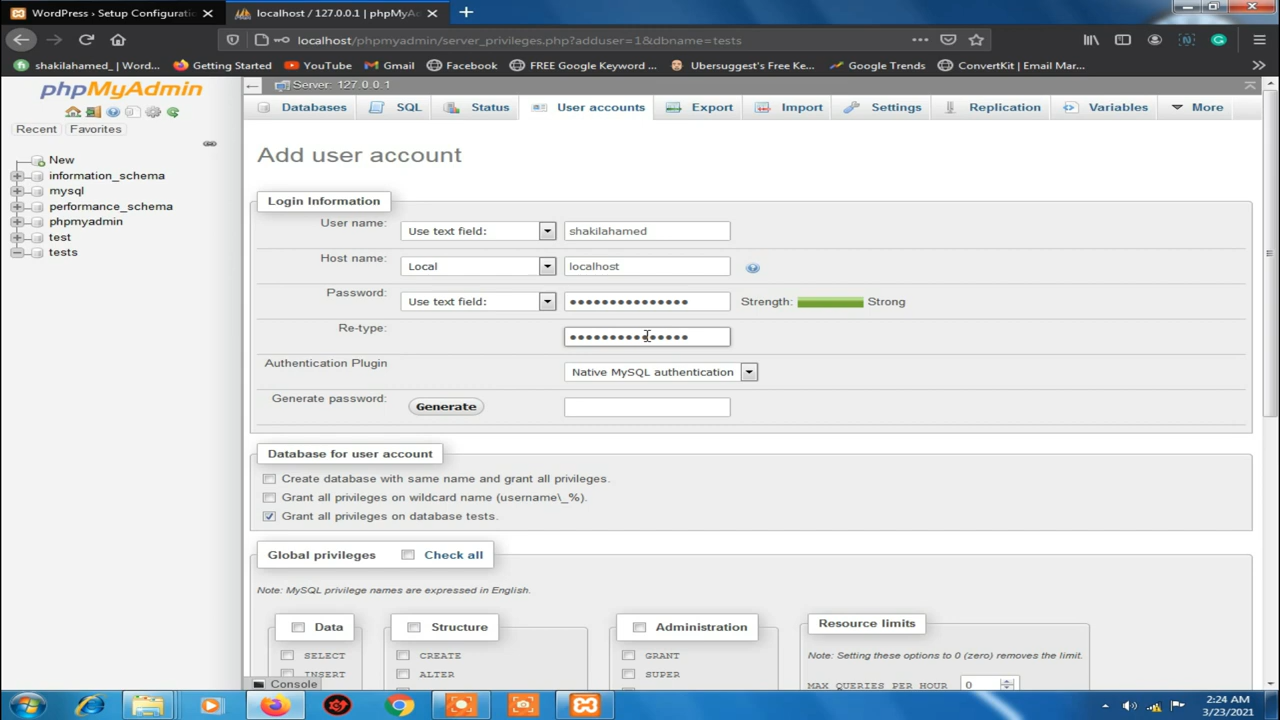 WordPress › Setup Configuratio
localhost / 127.0.0.1 | phpMyAd
localhost/phpmyadmin/server_privileges.php?adduser=1&dbname=tests
shakilahamed_ | Word...
Getting Started
YouTube
Gmail
Facebook
FREE Google Keyword ...
Ubersuggest's Free Ke...
Google Trends
ConvertKit | Email Mar...
phpMyAdmin
Server: 127.0.0.1
Databases
SQL
Status
User accounts
Export
Import
Settings
Replication
Variables
More
Recent
Favorites
New
information_schema
mysql
performance_schema
phpmyadmin
test
tests
Add user account
Login Information
User name:
Use text field:
shakilahamed
Host name:
Local
localhost
Password:
Use text field:
Strength:
Strong
Re-type:
Authentication Plugin
Native MySQL authentication
Generate password:
Generate
Database for user account
Create database with same name and grant all privileges.
Grant all privileges on wildcard name (username\_%).
Grant all privileges on database tests.
Global privileges
Check all
Note: MySQL privilege names are expressed in English.
Data
Structure
Administration
Resource limits
SELECT
CREATE
GRANT
Note: Setting these options to 0 (zero) removes the limit.
INSERT
ALTER
SUPER
MAX QUERIES PER HOUR
0
Console
2:24 AM
3/23/2021